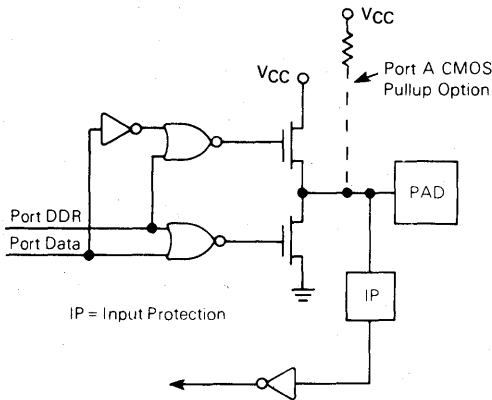 VCC
VCC
Port A CMOS
Pullup Option
PAD
Port DDR
Port Data
IP
IP = Input Protection